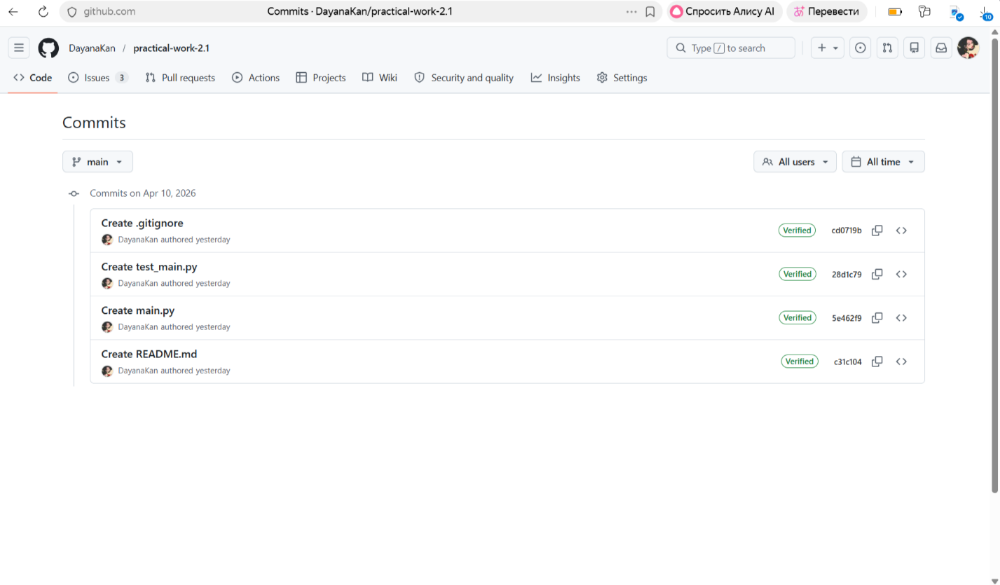 github.com Commits · DayanaKan/practical-work-2.1 Спросить Алису AI Перевести 10
DayanaKan / practical-work-2.1 Type / to search
Code Issues 3 Pull requests Actions Projects Wiki Security and quality Insights Settings
Commits
main All users All time
Commits on Apr 10, 2026
Create .gitignore
DayanaKan authored yesterday
Verified cd0719b
Create test_main.py
DayanaKan authored yesterday
Verified 28d1c79
Create main.py
DayanaKan authored yesterday
Verified 5e462f9
Create README.md
DayanaKan authored yesterday
Verified c31c104